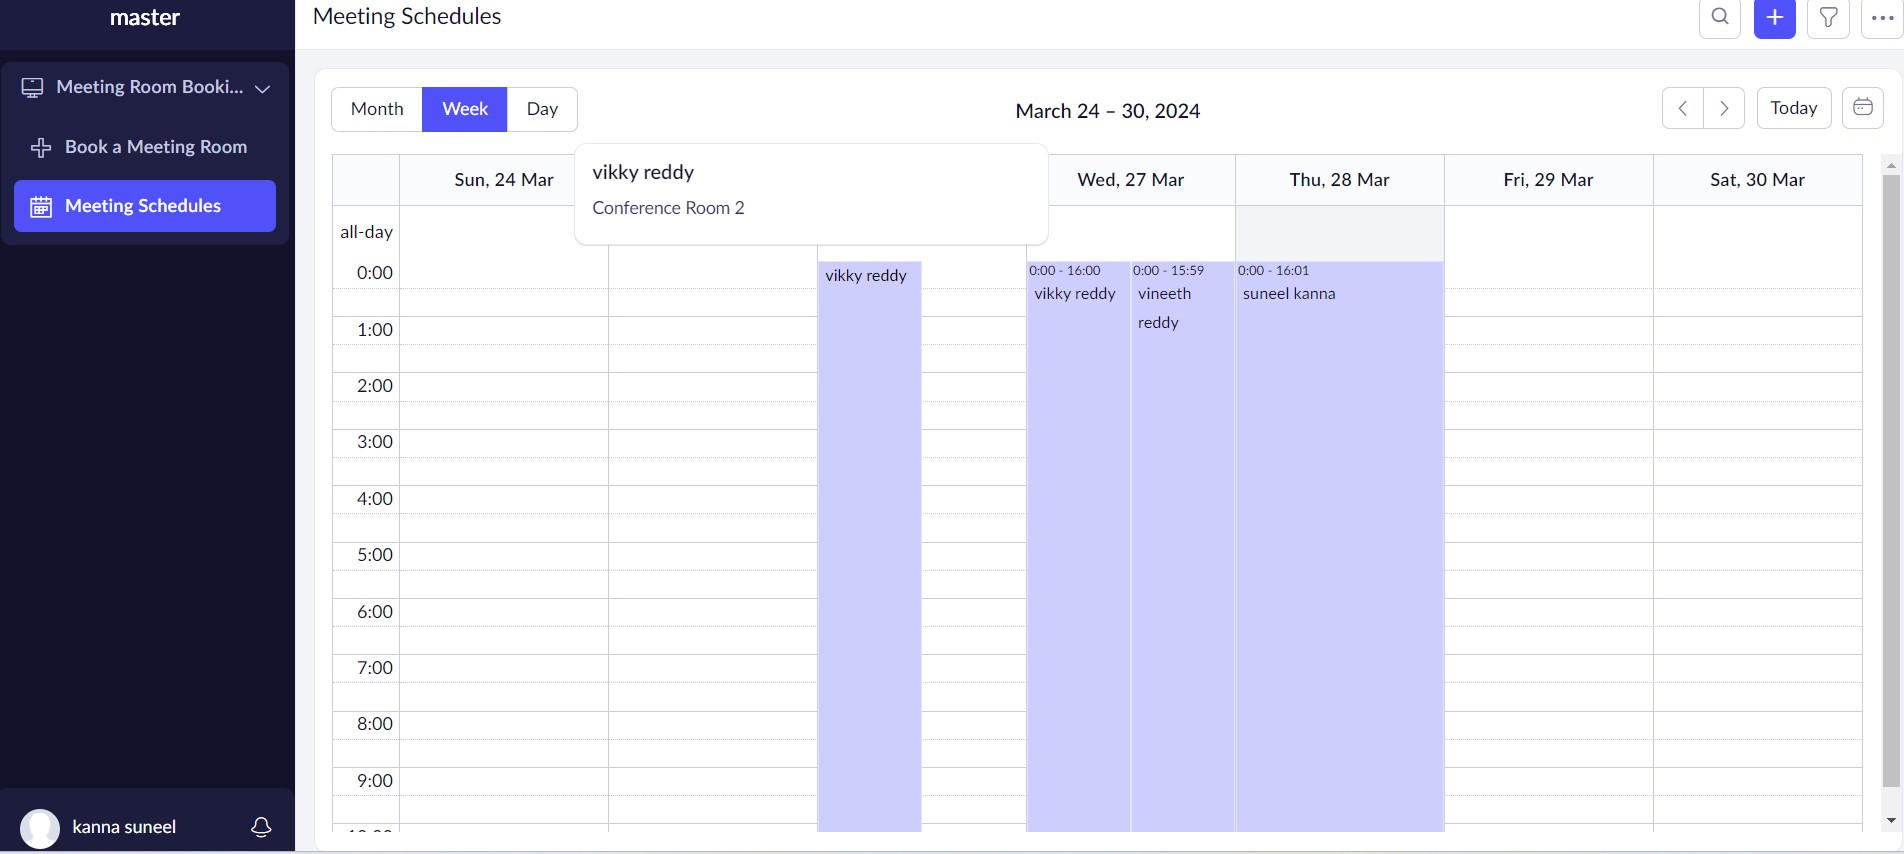 master
Meeting Room Booki...
Book a Meeting Room
Meeting Schedules
kanna suneel
Meeting Schedules
Month Week Day
March 24 – 30, 2024
Today
Sun, 24 Mar
Wed, 27 Mar
Thu, 28 Mar
Fri, 29 Mar
Sat, 30 Mar
vikky reddy
Conference Room 2
all-day
0:00
1:00
2:00
3:00
4:00
5:00
6:00
7:00
8:00
9:00
vikky reddy
0:00 - 16:00
vikky reddy
0:00 - 15:59
vineeth
reddy
0:00 - 16:01
suneel kanna